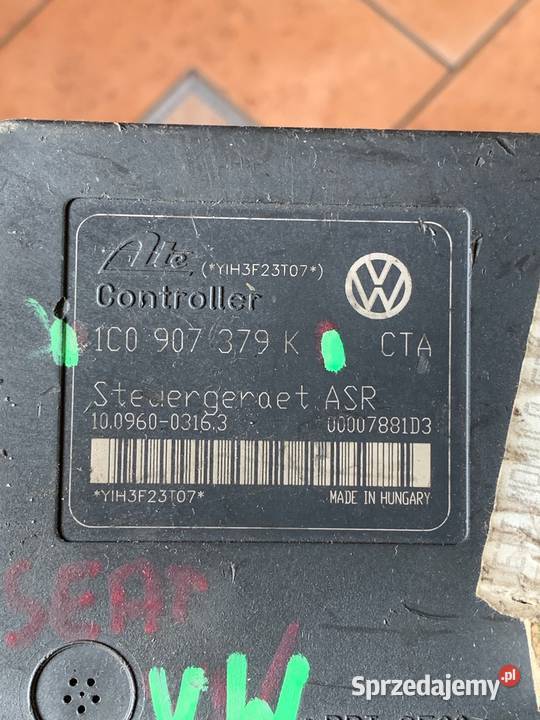 Ate (*YIH3F23T07*)
Controller
1C0 907 379 K CTA
Steuergeraet ASR
10.0960-0316.3 00007881D3
*YIH3F23T07* MADE IN HUNGARY
SEAT
VW
Sprzedajemy.pl